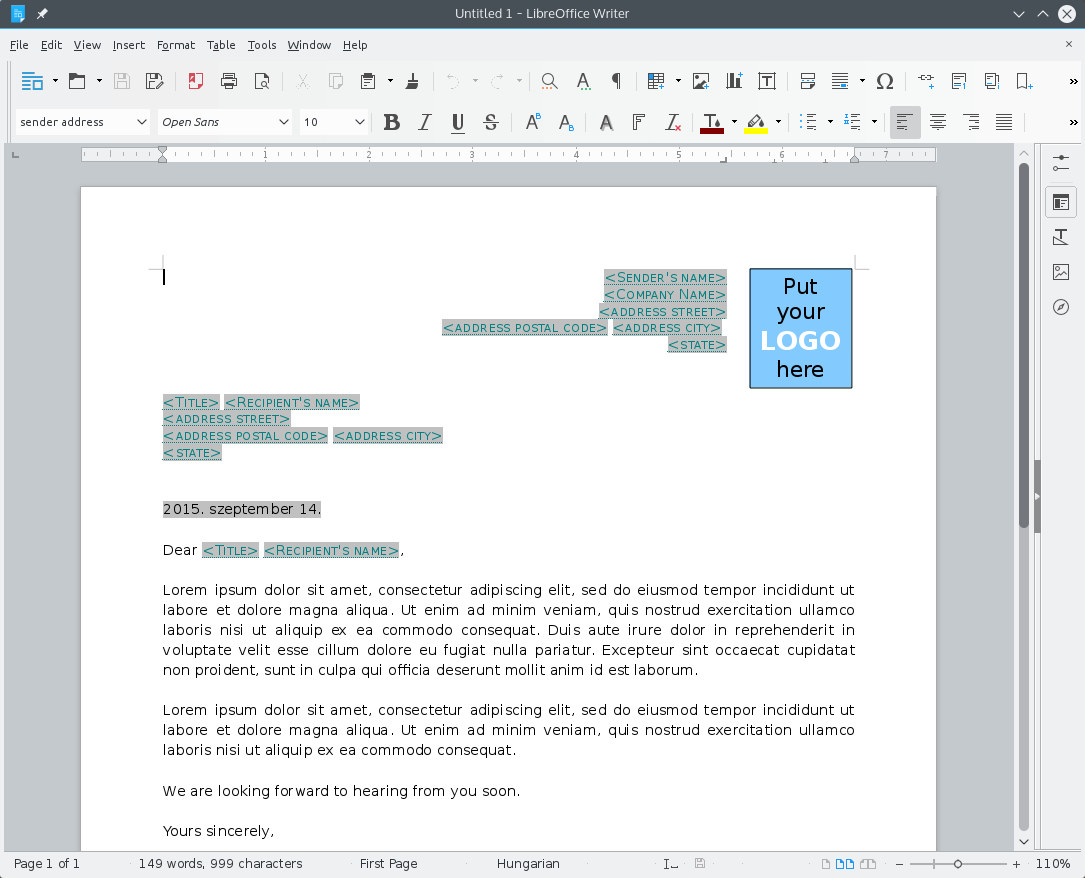 Untitled 1 - LibreOffice Writer
File Edit View Insert Format Table Tools Window Help
sender address Open Sans 10
1 2 3 4 5 6 7
<Sender's name>
<Company Name>
<address street>
<address postal code> <address city>
<state>
Put
your
LOGO
here
<Title> <Recipient's name>
<address street>
<address postal code> <address city>
<state>
2015. szeptember 14.
Dear <Title> <Recipient's name>,
Lorem ipsum dolor sit amet, consectetur adipiscing elit, sed do eiusmod tempor incididunt ut
labore et dolore magna aliqua. Ut enim ad minim veniam, quis nostrud exercitation ullamco
laboris nisi ut aliquip ex ea commodo consequat. Duis aute irure dolor in reprehenderit in
voluptate velit esse cillum dolore eu fugiat nulla pariatur. Excepteur sint occaecat cupidatat
non proident, sunt in culpa qui officia deserunt mollit anim id est laborum.
Lorem ipsum dolor sit amet, consectetur adipiscing elit, sed do eiusmod tempor incididunt ut
labore et dolore magna aliqua. Ut enim ad minim veniam, quis nostrud exercitation ullamco
laboris nisi ut aliquip ex ea commodo consequat.
We are looking forward to hearing from you soon.
Yours sincerely,
Page 1 of 1 149 words, 999 characters First Page Hungarian 110%